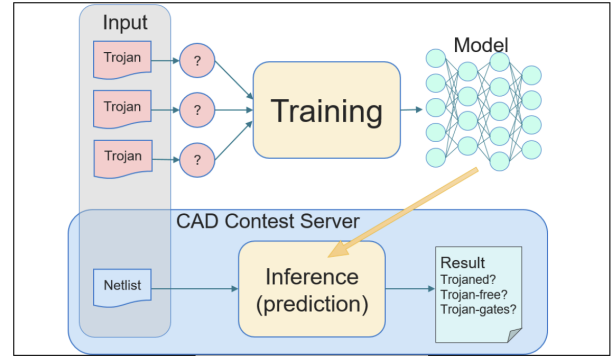 Input
Trojan
?
Trojan
?
Trojan
?
Training
Model
CAD Contest Server
Netlist
Inference
(prediction)
Result
Trojaned?
Trojan-free?
Trojan-gates?